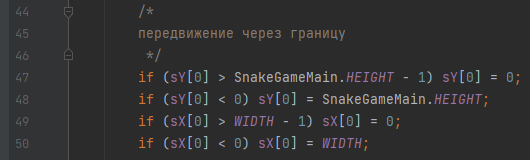 44 /*
45 передвижение через границу
46 */
47 if (sY[0] > SnakeGameMain.HEIGHT - 1) sY[0] = 0;
48 if (sY[0] < 0) sY[0] = SnakeGameMain.HEIGHT;
49 if (sX[0] > WIDTH - 1) sX[0] = 0;
50 if (sX[0] < 0) sX[0] = WIDTH;